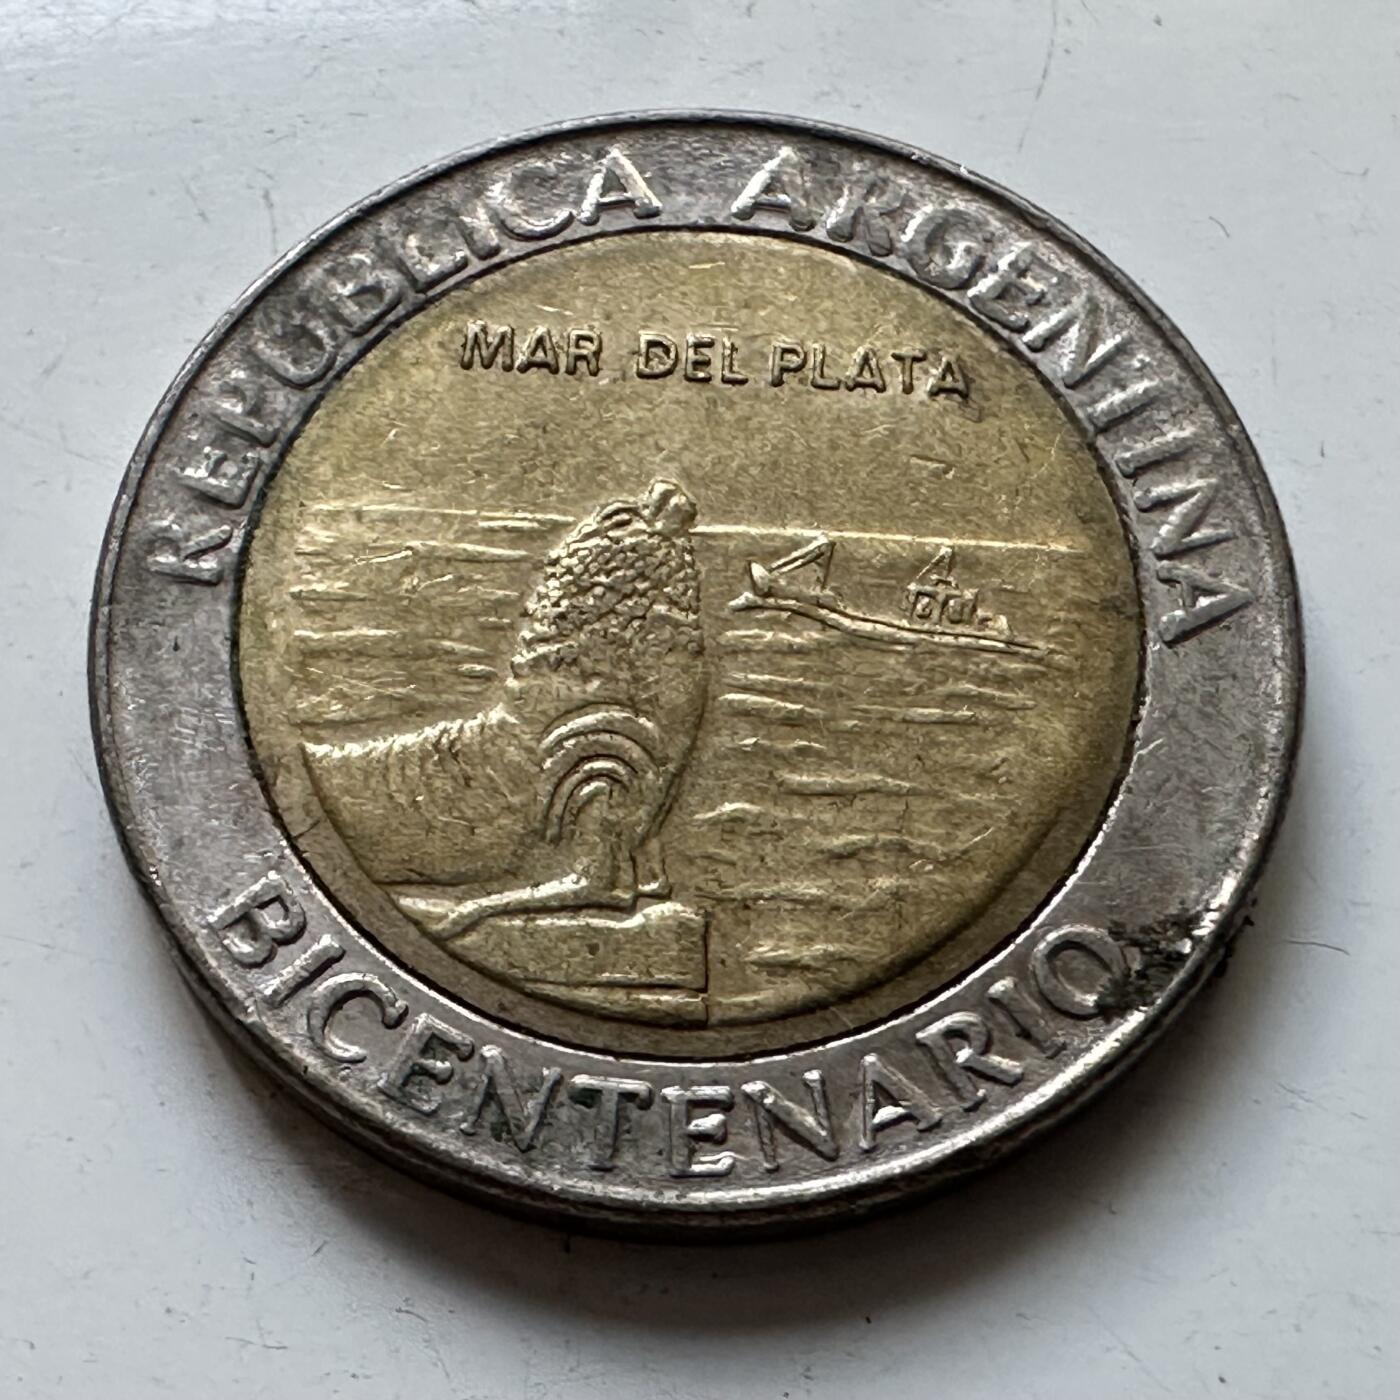 REPUBLICA ARGENTINA
MAR DEL PLATA
BICENTENARIO